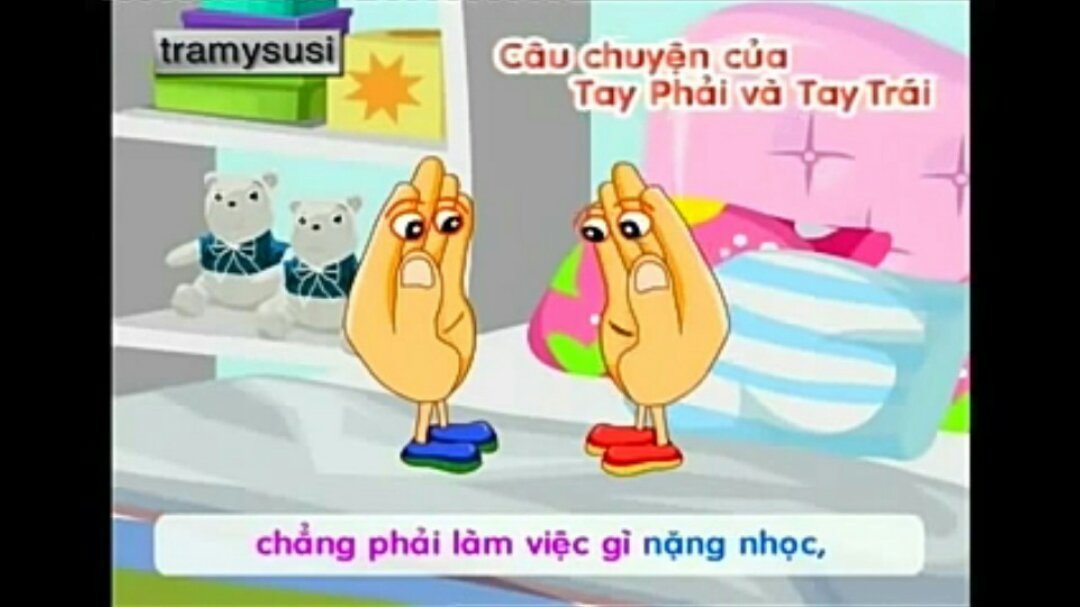 tramysusi
Câu chuyện của
Tay Phải và Tay Trái
chẳng phải làm việc gì nặng nhọc,